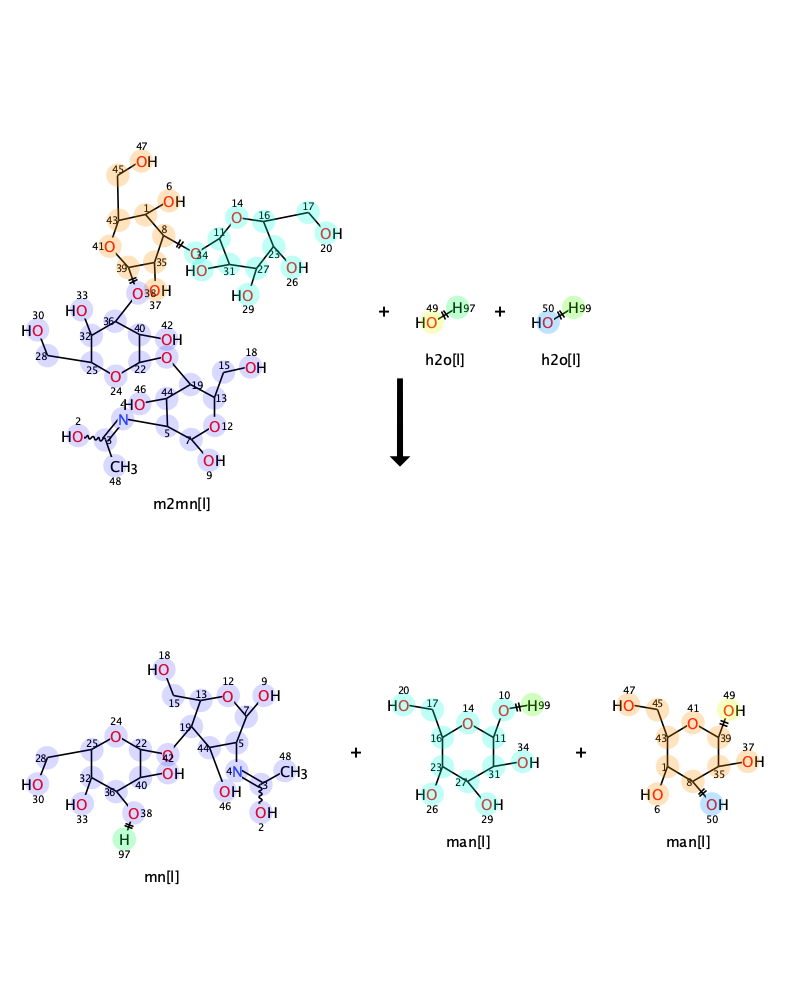 47
OH
45
6
OH
43
1
8
41
O
39
35
OH
37
14
O
11
16
17
OH
20
23
OH
26
27
HO
29
31
HO
34
O
O
38
33
HO
30
HO
28
32
36
40
42
OH
25
24
O
22
O
18
OH
15
19
13
44
46
HO
12
O
5
7
OH
9
4
N
2
HO
3
CH3
48
m2mn[l]
+
49
HO
H97
h2o[l]
+
50
HO
H99
h2o[l]
18
HO
15
13
12
O
9
OH
7
19
5
44
48
CH3
4
N
3
46
OH
OH
2
24
O
25
22
O
42
OH
28
HO
30
32
36
40
HO
33
O
38
H
97
mn[l]
+
20
HO
17
14
O
10
O
H99
16
11
34
OH
23
27
31
HO
26
OH
29
man[l]
+
47
HO
45
41
O
49
OH
43
39
37
OH
1
8
35
HO
6
OH
50
man[l]